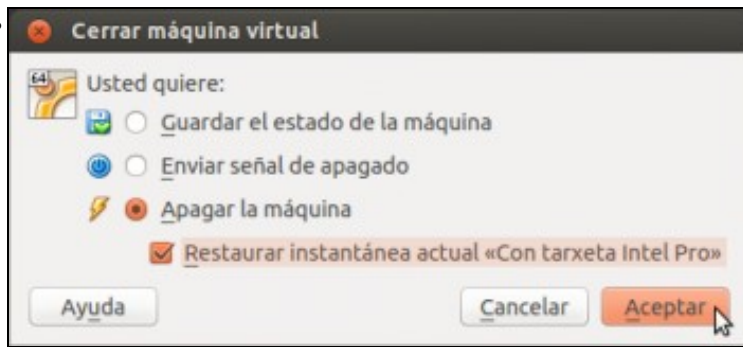 Cerrar máquina virtual
64
Usted quiere:
Guardar el estado de la máquina
Enviar señal de apagado
Apagar la máquina
Restaurar instantánea actual «Con tarxeta Intel Pro»
Ayuda
Cancelar
Aceptar